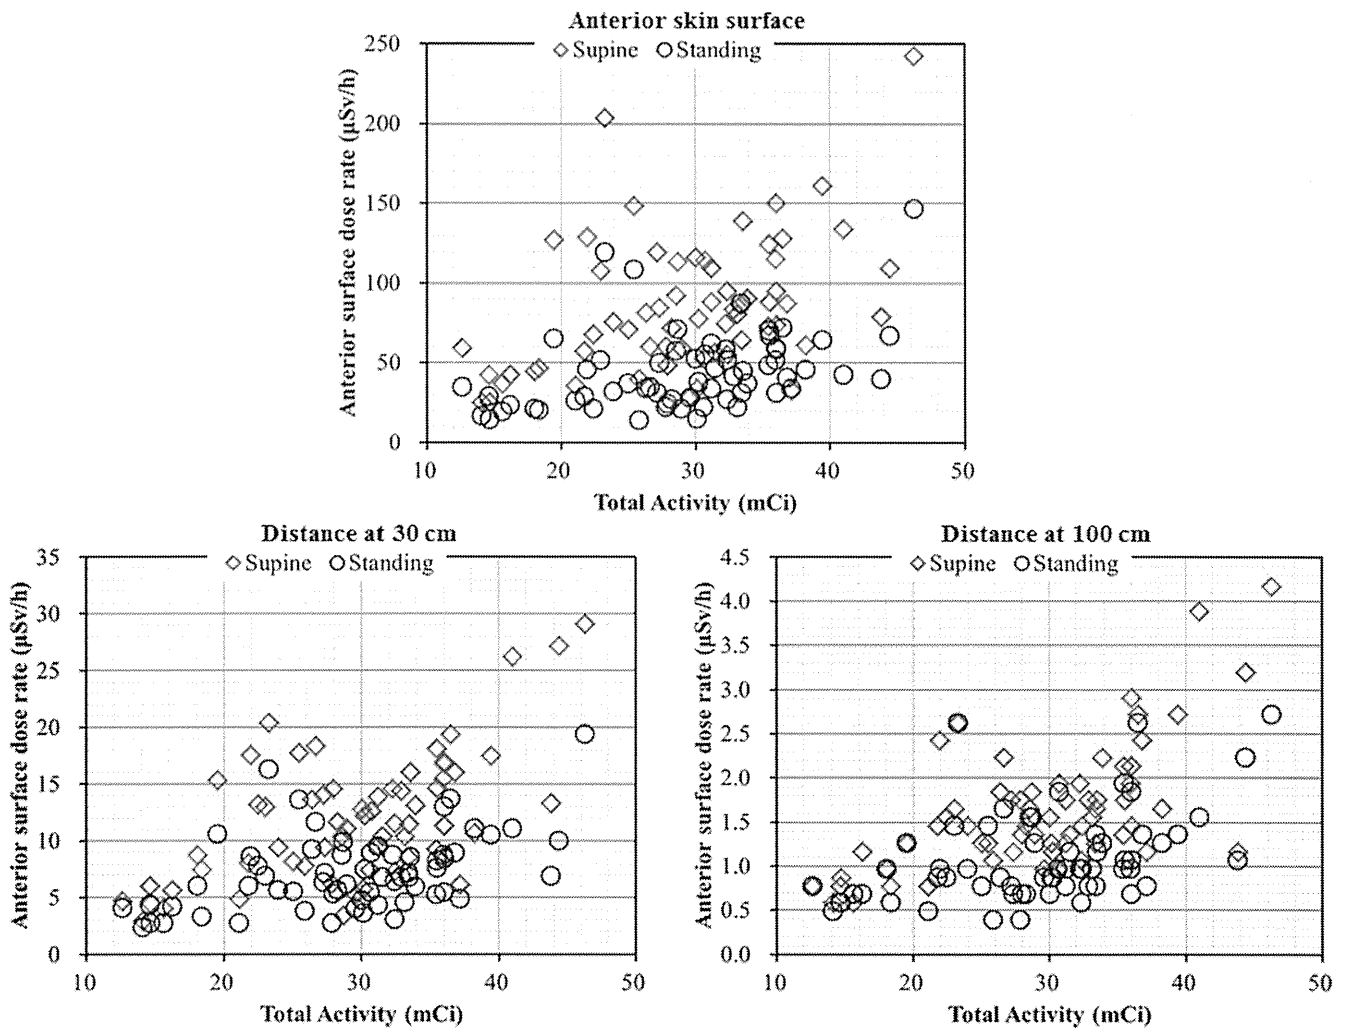 Anterior skin surface
Supine Standing
Anterior surface dose rate (μSv/h)
250
200
150
100
50
0
10 20 30 40 50
Total Activity (mCi)
Distance at 30 cm
Supine Standing
Anterior surface dose rate (μSv/h)
35
30
25
20
15
10
5
0
10 20 30 40 50
Total Activity (mCi)
Distance at 100 cm
Supine Standing
Anterior surface dose rate (μSv/h)
4.5
4.0
3.5
3.0
2.5
2.0
1.5
1.0
0.5
0.0
10 20 30 40 50
Total Activity (mCi)